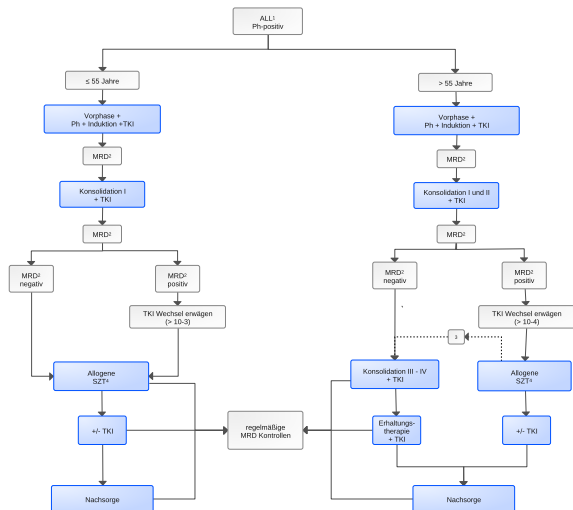 ALL¹
Ph-positiv
≤ 55 Jahre
> 55 Jahre
Vorphase +
Ph + Induktion +TKI
Vorphase +
Ph + Induktion + TKI
MRD²
MRD²
Konsolidation I
+ TKI
Konsolidation I und II
+ TKI
MRD²
MRD²
MRD²
negativ
MRD²
positiv
MRD²
negativ
MRD²
positiv
TKI Wechsel erwägen
(> 10-3)
TKI Wechsel erwägen
(> 10-4)
3
Allogene
SZT⁴
Konsolidation III - IV
+ TKI
Allogene
SZT⁴
+/- TKI
regelmäßige
MRD Kontrollen
Erhaltungs-
therapie
+ TKI
+/- TKI
Nachsorge
Nachsorge